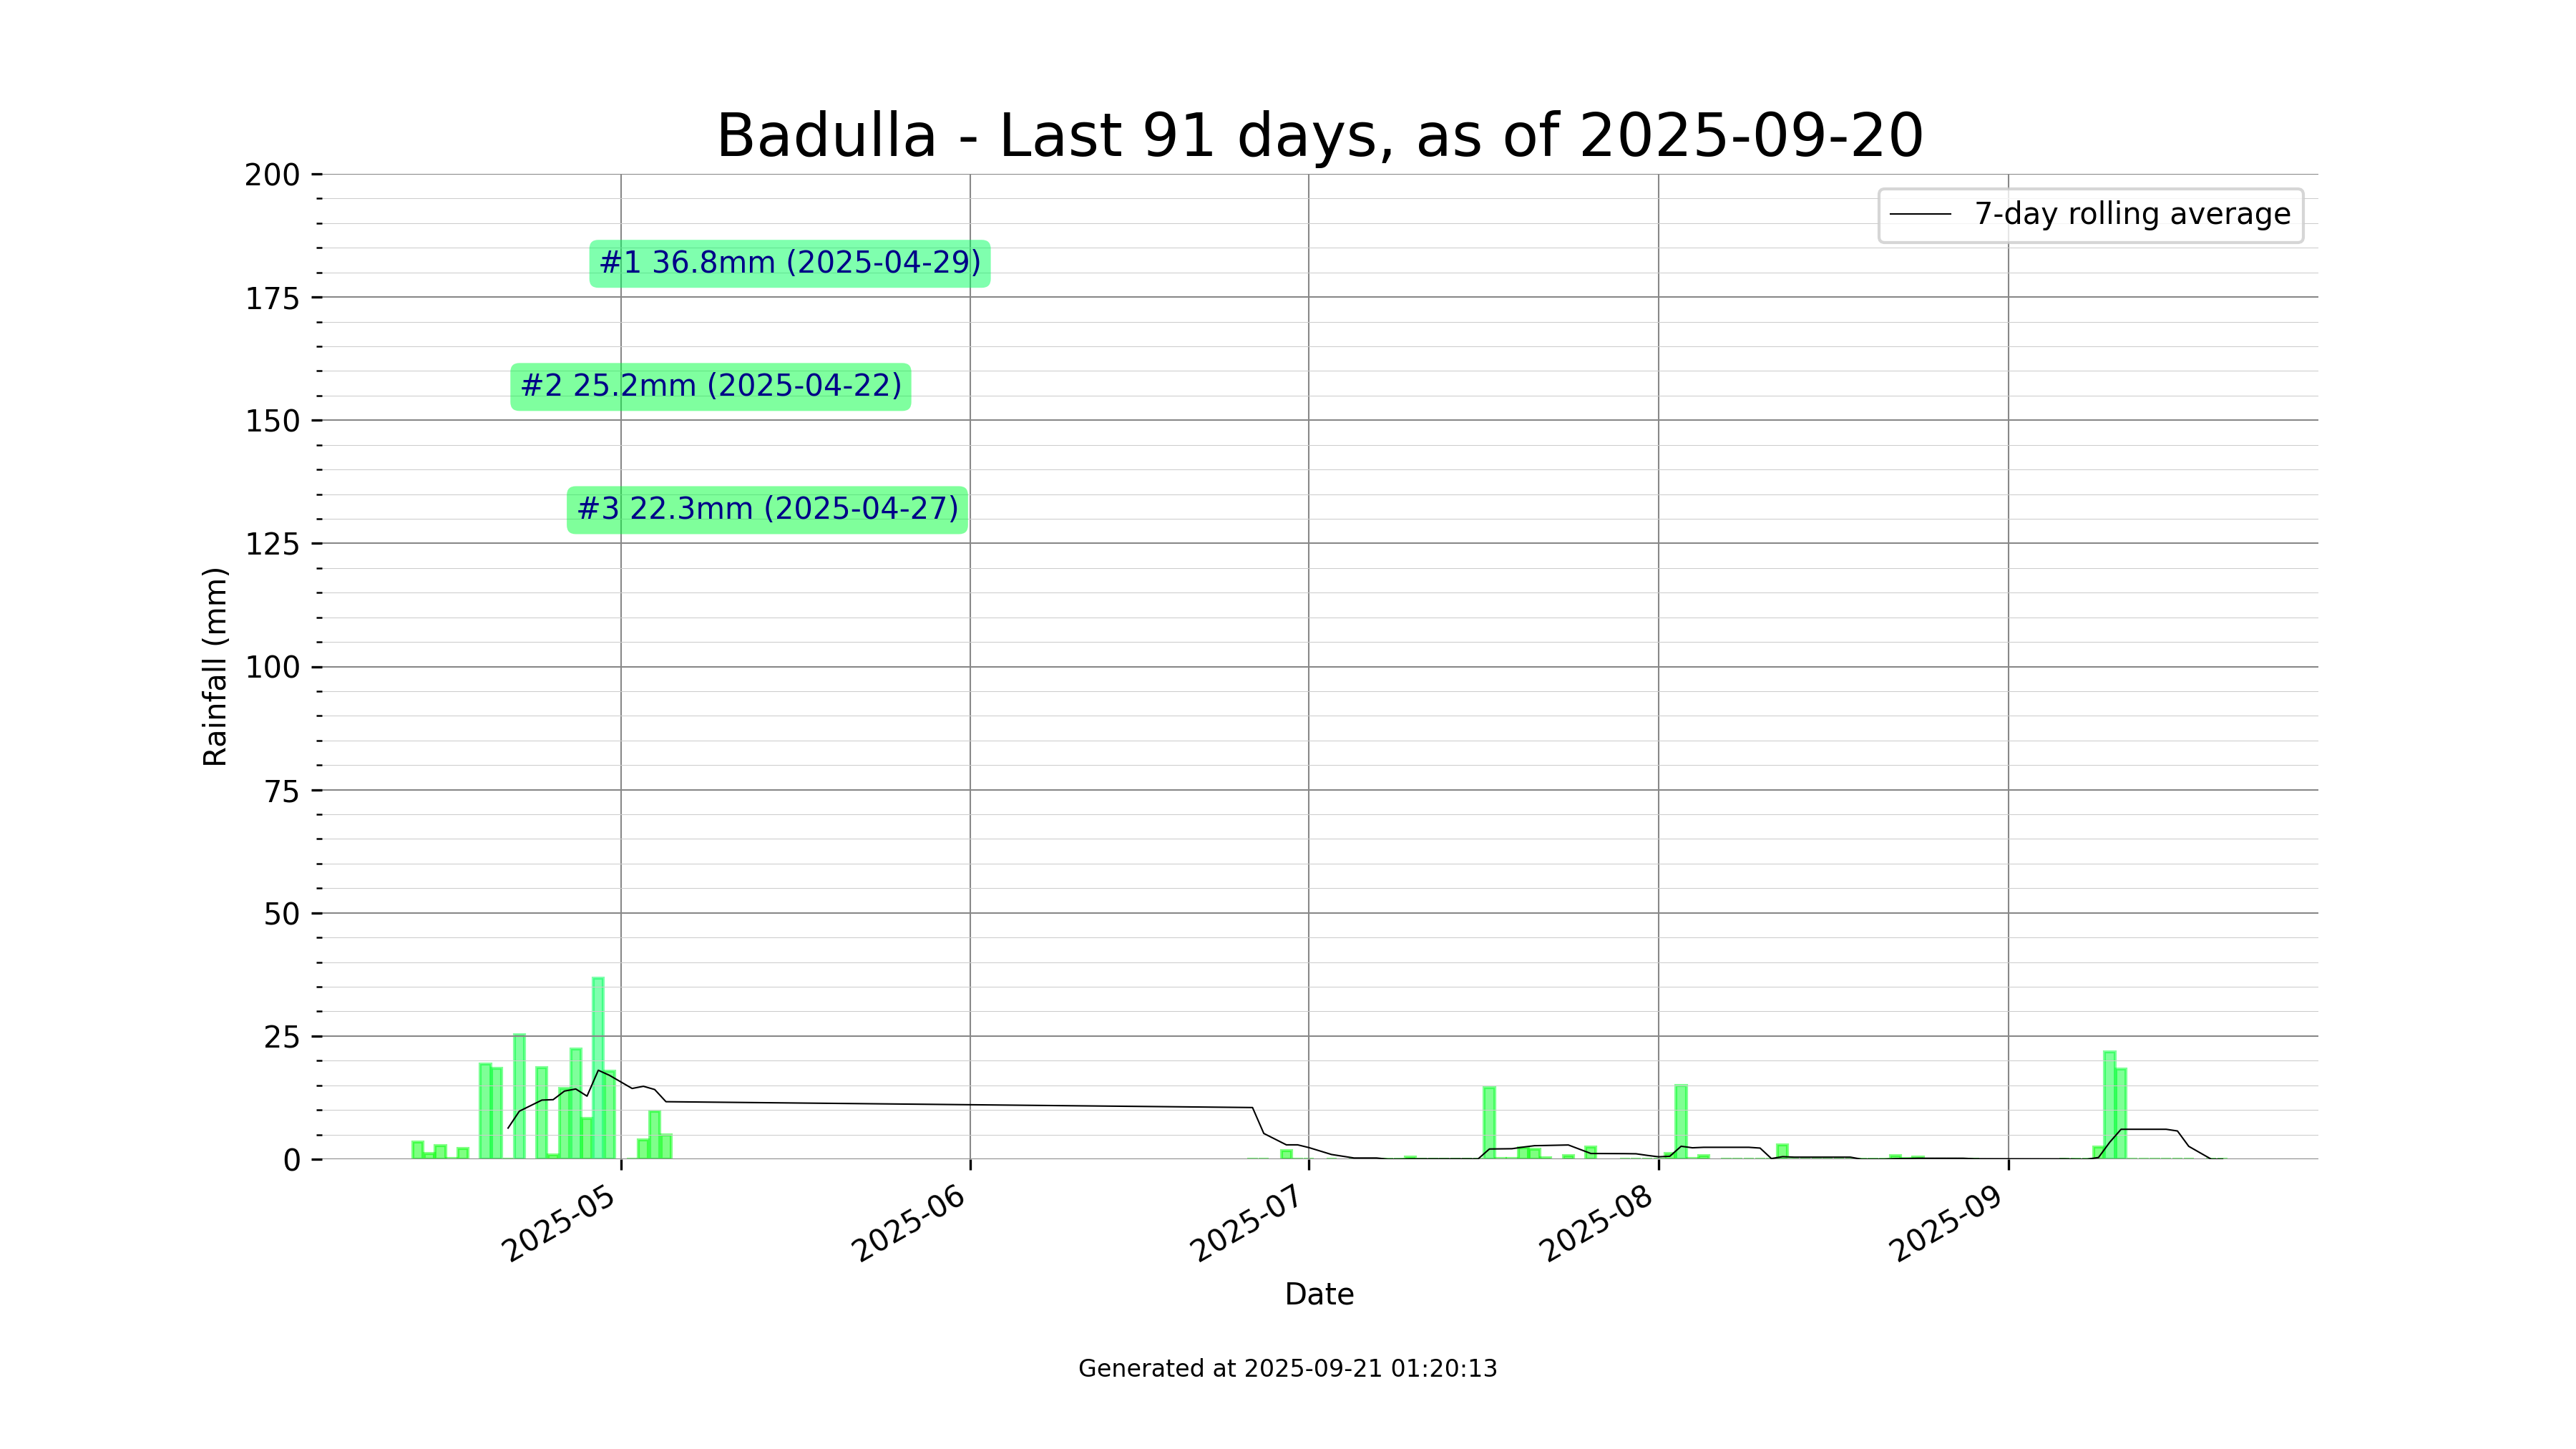 Badulla - Last 91 days, as of 2025-09-20
200
7-day rolling average
#1 36.8mm (2025-04-29)
175
#2 25.2mm (2025-04-22)
150
#3 22.3mm (2025-04-27)
125
100
75
50
25
0
Rainfall (mm)
2025-05
2025-06
2025-07
2025-08
2025-09
Date
Generated at 2025-09-21 01:20:13